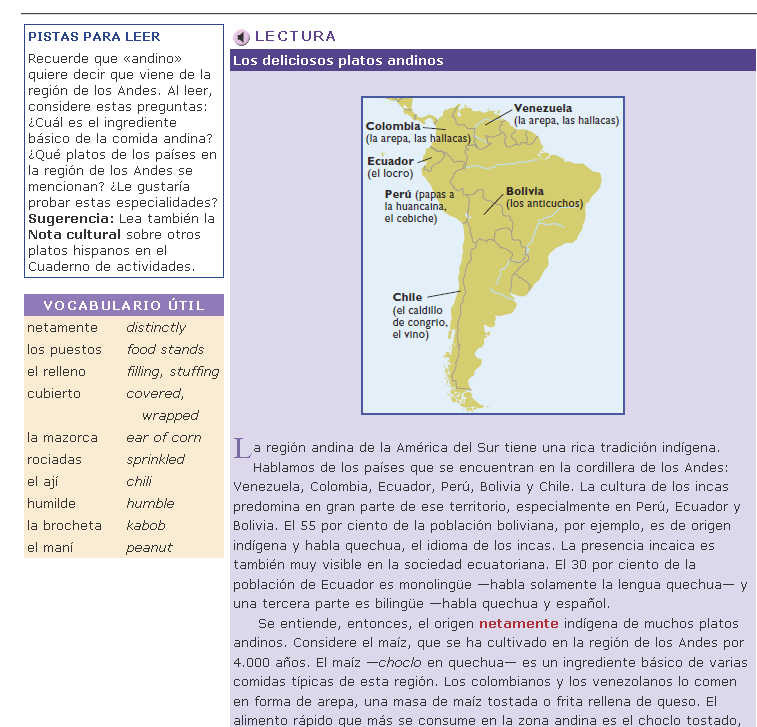 PISTAS PARA LEER
Recuerde que «andino»
quiere decir que viene de la
región de los Andes. Al leer,
considere estas preguntas:
¿Cuál es el ingrediente
básico de la comida andina?
¿Qué platos de los países en
la región de los Andes se
mencionan? ¿Le gustaría
probar estas especialidades?
Sugerencia: Lea también la
Nota cultural sobre otros
platos hispanos en el
Cuaderno de actividades.
VOCABULARIO ÚTIL
netamente distinctly
los puestos food stands
el relleno filling, stuffing
cubierto covered,
wrapped
la mazorca ear of corn
rociadas sprinkled
el ají chili
humilde humble
la brocheta kabob
el maní peanut
LECTURA
Los deliciosos platos andinos
Venezuela
(la arepa, las hallacas)
Colombia
(la arepa, las hallacas)
Ecuador
(el locro)
Perú (papas a
la huancaina,
el cebiche)
Bolivia
(los anticuchos)
Chile
(el caldillo
de congrio,
el vino)
La región andina de la América del Sur tiene una rica tradición indígena.
Hablamos de los países que se encuentran en la cordillera de los Andes:
Venezuela, Colombia, Ecuador, Perú, Bolivia y Chile. La cultura de los incas
predomina en gran parte de ese territorio, especialmente en Perú, Ecuador y
Bolivia. El 55 por ciento de la población boliviana, por ejemplo, es de origen
indígena y habla quechua, el idioma de los incas. La presencia incaica es
también muy visible en la sociedad ecuatoriana. El 30 por ciento de la
población de Ecuador es monolingüe —habla solamente la lengua quechua— y
una tercera parte es bilingüe —habla quechua y español.
Se entiende, entonces, el origen netamente indígena de muchos platos
andinos. Considere el maíz, que se ha cultivado en la región de los Andes por
4.000 años. El maíz —choclo en quechua— es un ingrediente básico de varias
comidas típicas de esta región. Los colombianos y los venezolanos lo comen
en forma de arepa, una masa de maíz tostada o frita rellena de queso. El
alimento rápido que más se consume en la zona andina es el choclo tostado,